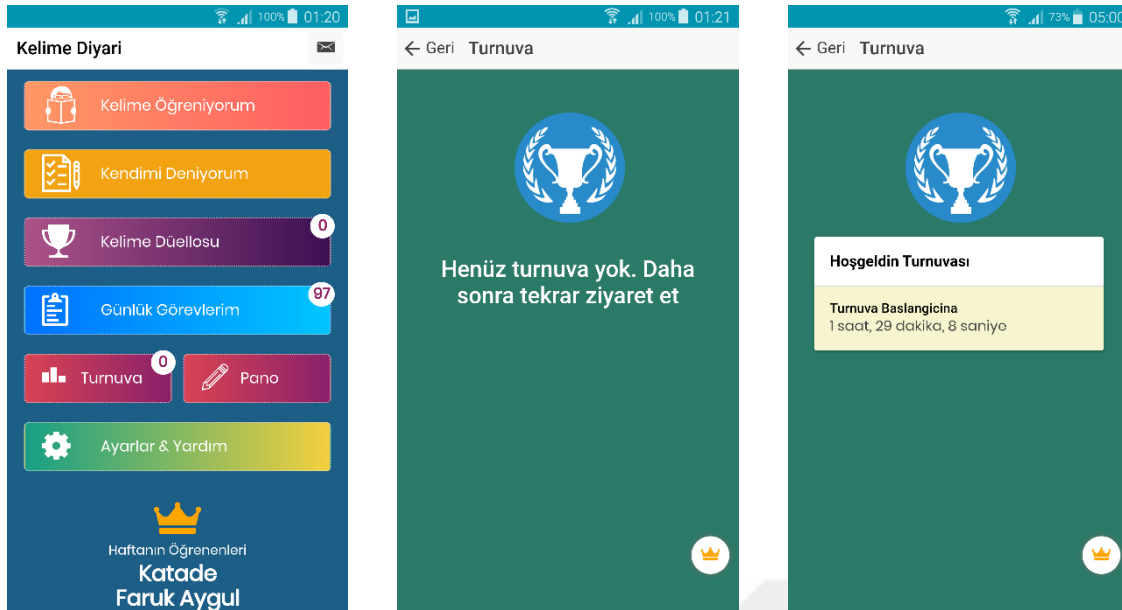 100% 01:20
Kelime Diyari
Kelime Öğreniyorum
Kendimi Deniyorum
Kelime Düellosu
0
Günlük Görevlerim
97
Turnuva
0
Pano
Ayarlar & Yardım
Haftanın Öğrenenleri
Katade
Faruk Aygul
100% 01:21
Geri Turnuva
Henüz turnuva yok. Daha
sonra tekrar ziyaret et
73% 05:00
Geri Turnuva
Hoşgeldin Turnuvası
Turnuva Baslangicina
1 saat, 29 dakika, 8 saniye